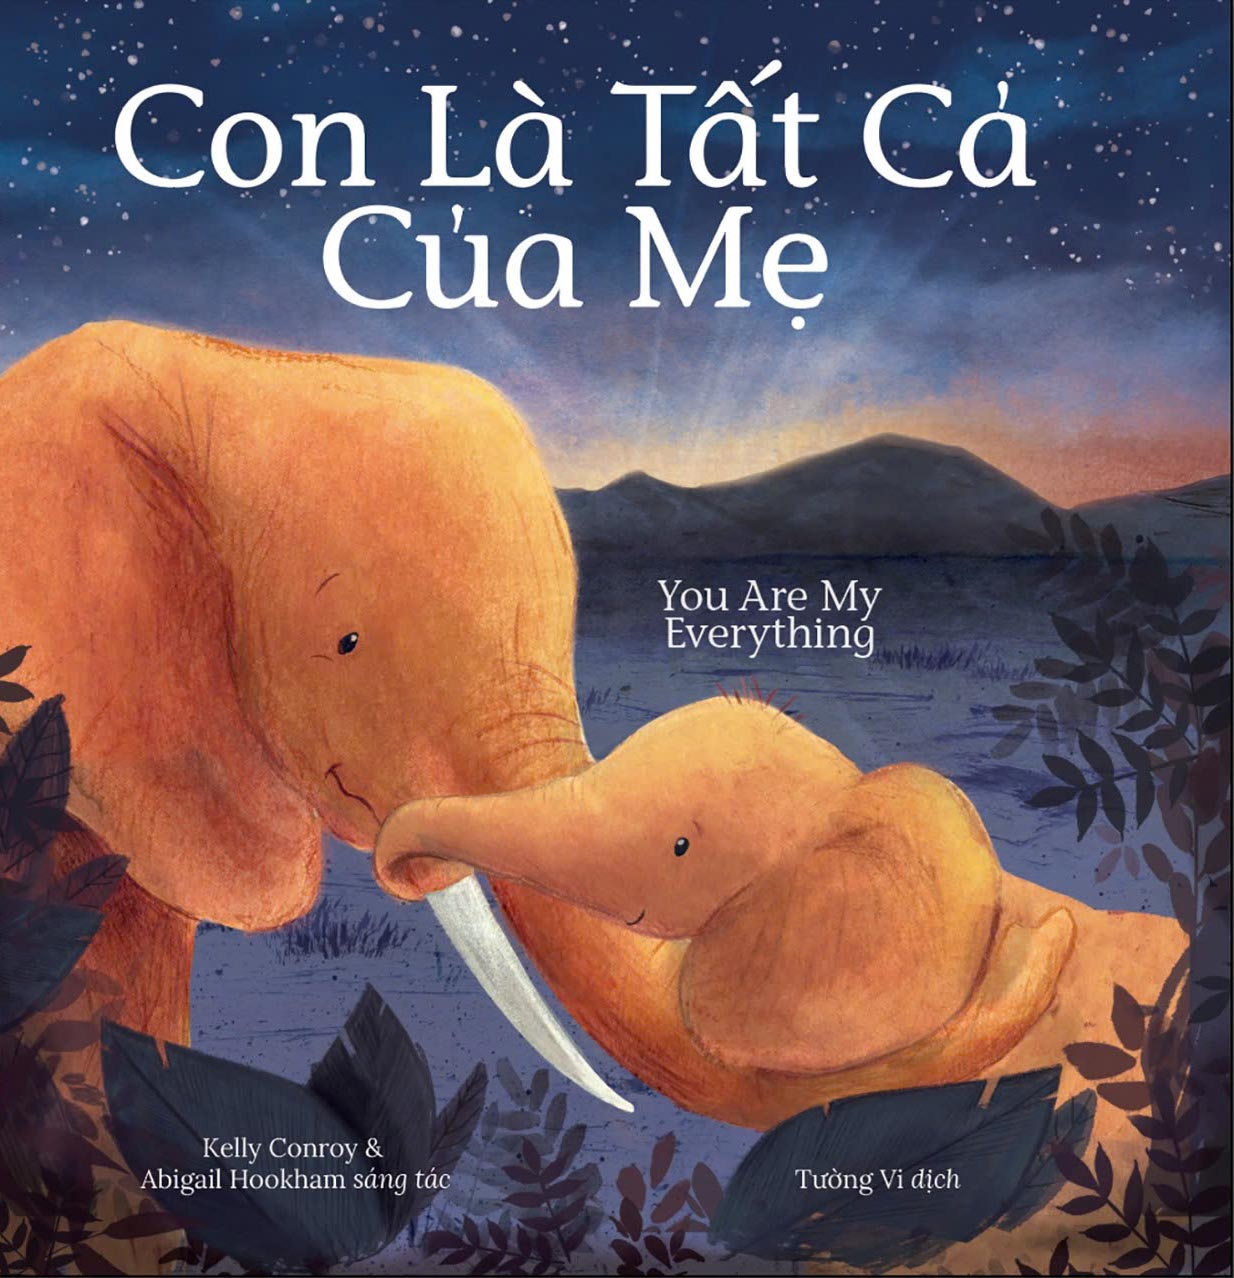 Con Là Tất Cả
Của Mẹ
You Are My
Everything
Kelly Conroy &
Abigail Hookham sáng tác
Tường Vi dịch